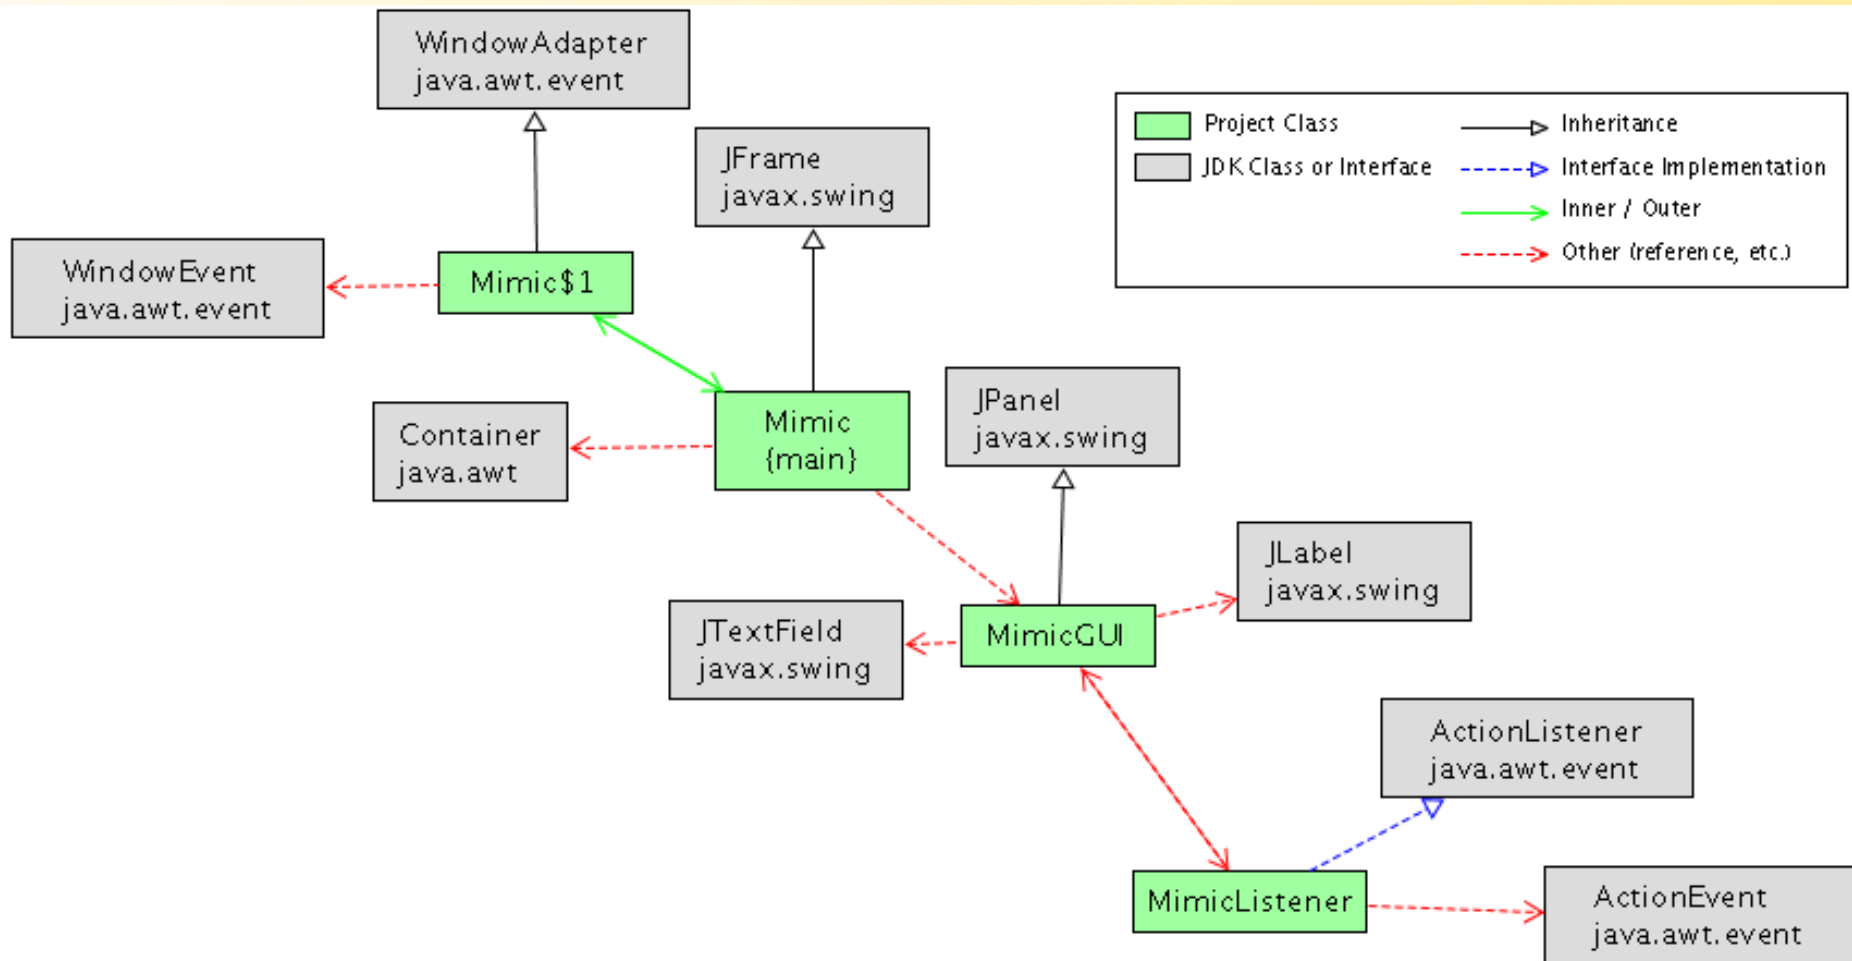 WindowAdapter
java.awt.event
JFrame
javax.swing
Project Class
Inheritance
JDK Class or Interface
Interface Implementation
Inner / Outer
Other (reference, etc.)
WindowEvent
java.awt.event
Mimic$1
Container
java.awt
Mimic
{main}
JPanel
javax.swing
JLabel
javax.swing
JTextField
javax.swing
MimicGUI
ActionListener
java.awt.event
MimicListener
ActionEvent
java.awt.event